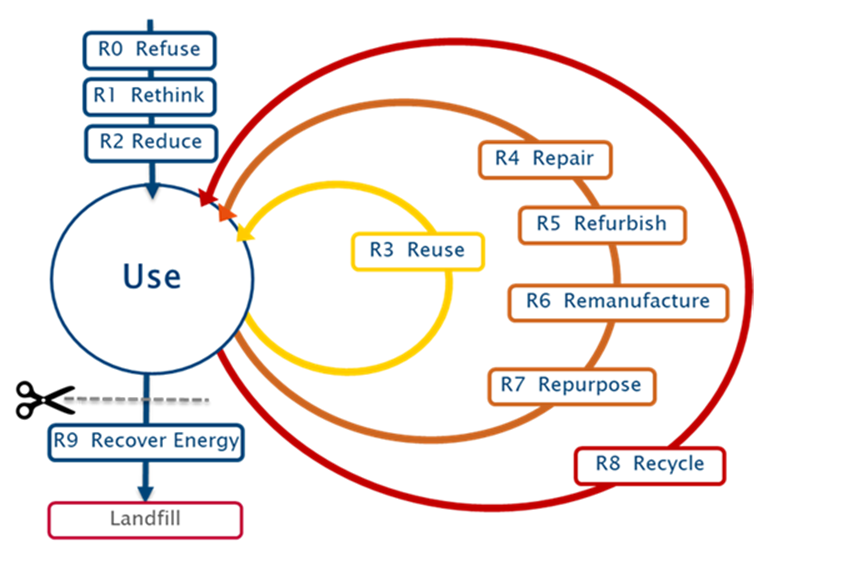 R0 Refuse
R1 Rethink
R2 Reduce
Use
R3 Reuse
R4 Repair
R5 Refurbish
R6 Remanufacture
R7 Repurpose
R8 Recycle
R9 Recover Energy
Landfill